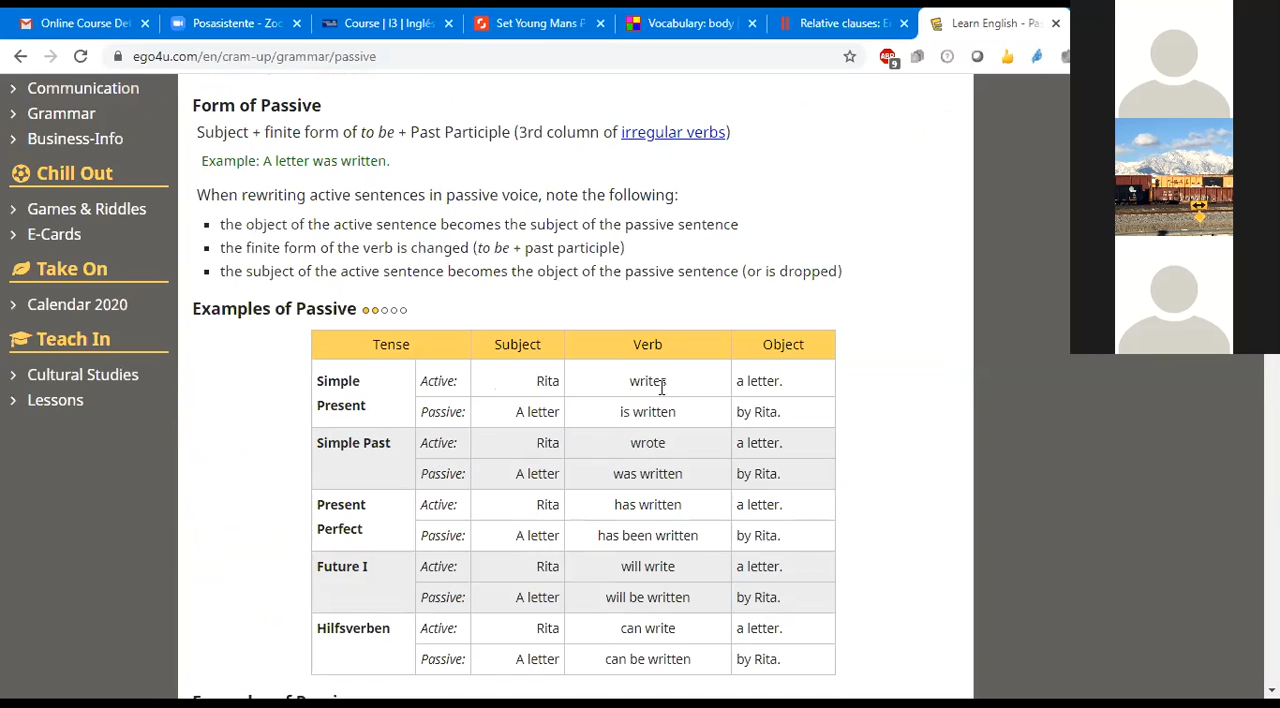 Online Course Det
Posasistente - Zoo
Course | I3 | Inglés
Set Young Mans P
Vocabulary: body
Relative clauses: E
Learn English - Pas
ego4u.com/en/cram-up/grammar/passive
9
Communication
Grammar
Business-Info
Chill Out
Games & Riddles
E-Cards
Take On
Calendar 2020
Teach In
Cultural Studies
Lessons
Form of Passive
Subject + finite form of to be + Past Participle (3rd column of irregular verbs)
Example: A letter was written.
When rewriting active sentences in passive voice, note the following:
the object of the active sentence becomes the subject of the passive sentence
the finite form of the verb is changed (to be + past participle)
the subject of the active sentence becomes the object of the passive sentence (or is dropped)
Examples of Passive
Tense Subject Verb Object
Simple Present Active: Rita writes a letter.
Passive: A letter is written by Rita.
Simple Past Active: Rita wrote a letter.
Passive: A letter was written by Rita.
Present Perfect Active: Rita has written a letter.
Passive: A letter has been written by Rita.
Future I Active: Rita will write a letter.
Passive: A letter will be written by Rita.
Hilfsverben Active: Rita can write a letter.
Passive: A letter can be written by Rita.